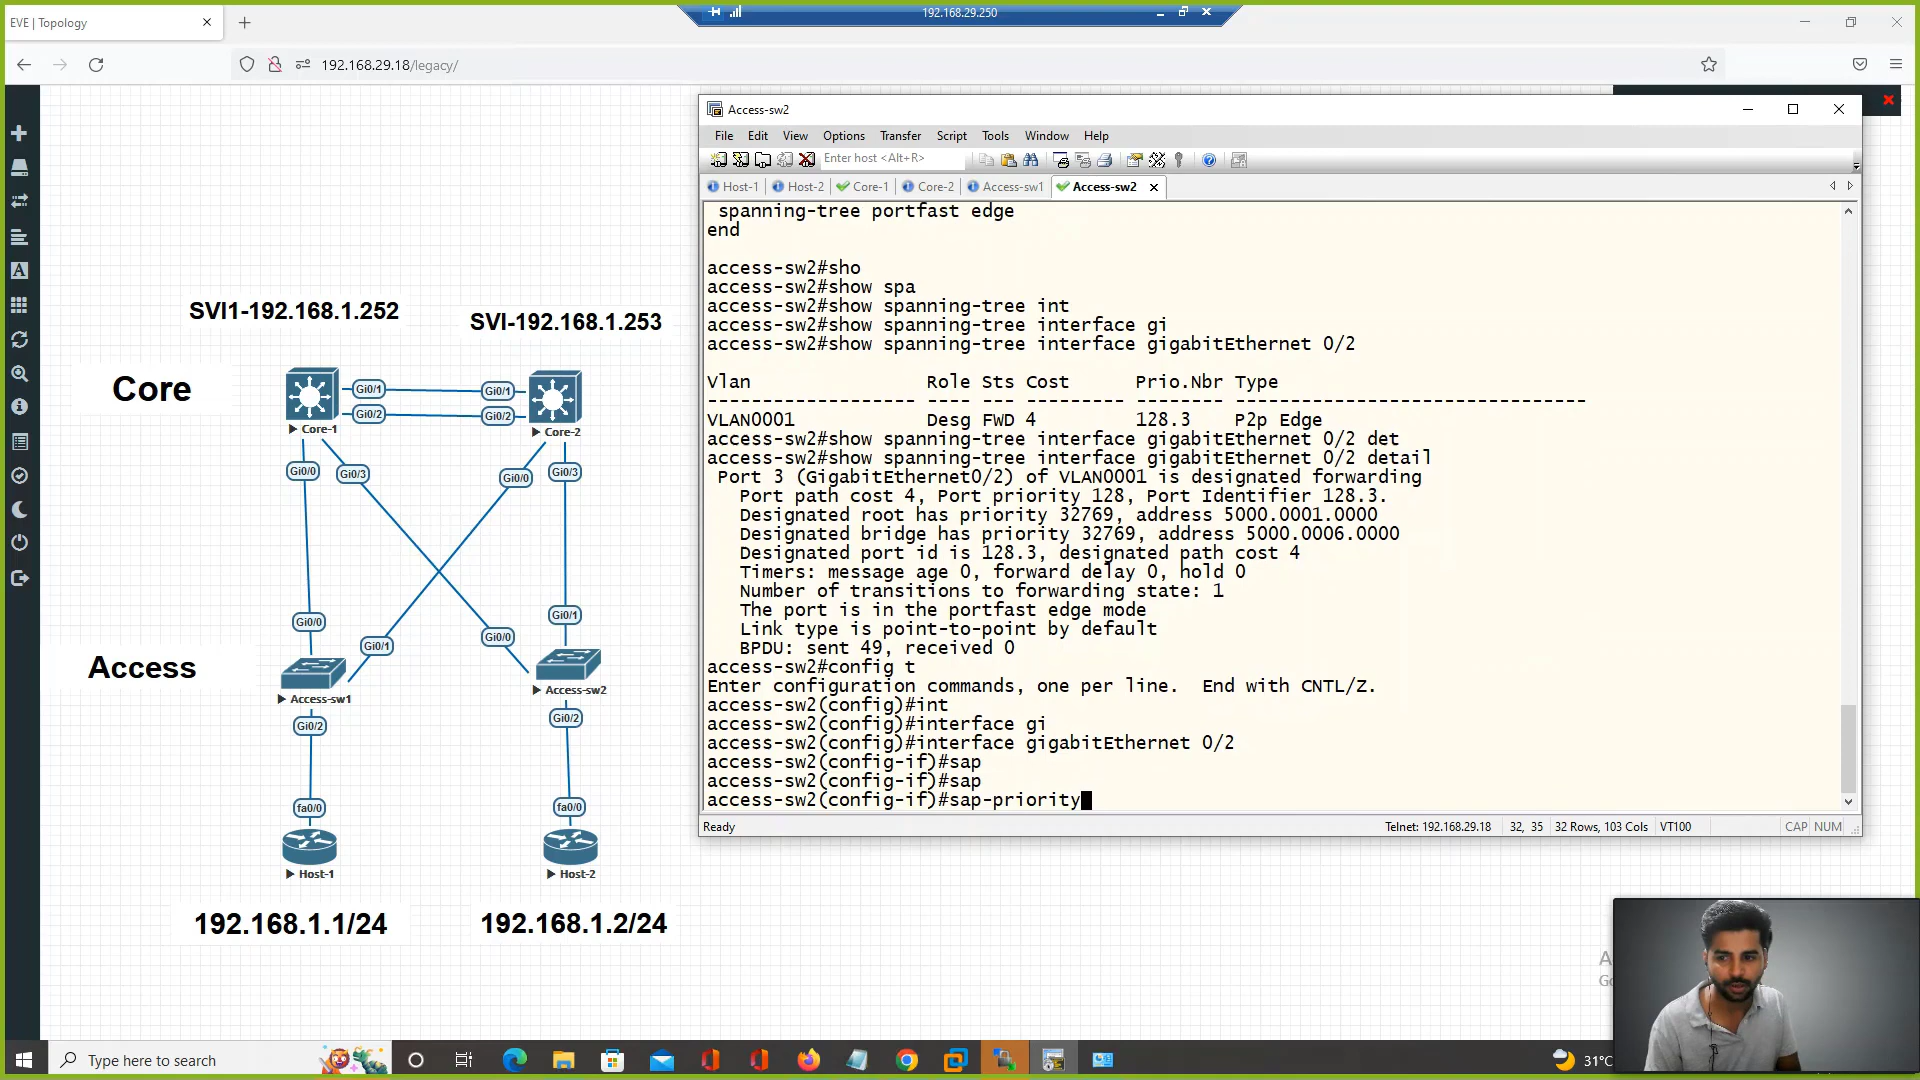 EVE | Topology
192.168.29.250
192.168.29.18/legacy/
Access-sw2
File Edit View Options Transfer Script Tools Window Help
Enter host <Alt+R>
Host-1 Host-2 Core-1 Core-2 Access-sw1 Access-sw2
spanning-tree portfast edge
end
access-sw2#sho
access-sw2#show spa
access-sw2#show spanning-tree int
access-sw2#show spanning-tree interface gi
access-sw2#show spanning-tree interface gigabitEthernet 0/2
Vlan Role Sts Cost Prio.Nbr Type
------------------- ---- --- --------- -------- --------------------------------
VLAN0001 Desg FWD 4 128.3 P2p Edge
access-sw2#show spanning-tree interface gigabitEthernet 0/2 det
access-sw2#show spanning-tree interface gigabitEthernet 0/2 detail
Port 3 (GigabitEthernet0/2) of VLAN0001 is designated forwarding
Port path cost 4, Port priority 128, Port Identifier 128.3.
Designated root has priority 32769, address 5000.0001.0000
Designated bridge has priority 32769, address 5000.0006.0000
Designated port id is 128.3, designated path cost 4
Timers: message age 0, forward delay 0, hold 0
Number of transitions to forwarding state: 1
The port is in the portfast edge mode
Link type is point-to-point by default
BPDU: sent 49, received 0
access-sw2#config t
Enter configuration commands, one per line. End with CNTL/Z.
access-sw2(config)#int
access-sw2(config)#interface gi
access-sw2(config)#interface gigabitEthernet 0/2
access-sw2(config-if)#sap
access-sw2(config-if)#sap
access-sw2(config-if)#sap-priority
Ready Telnet: 192.168.29.18 32, 35 32 Rows, 103 Cols VT100 CAP NUM
SVI1-192.168.1.252
SVI-192.168.1.253
Core
Gi0/1 Gi0/1
Gi0/2 Gi0/2
Core-1 Core-2
Gi0/0 Gi0/3 Gi0/0 Gi0/3
Gi0/0 Gi0/1 Gi0/0 Gi0/1
Access
Access-sw1 Access-sw2
Gi0/2 Gi0/2
fa0/0 fa0/0
Host-1 Host-2
192.168.1.1/24 192.168.1.2/24
Type here to search
31°C